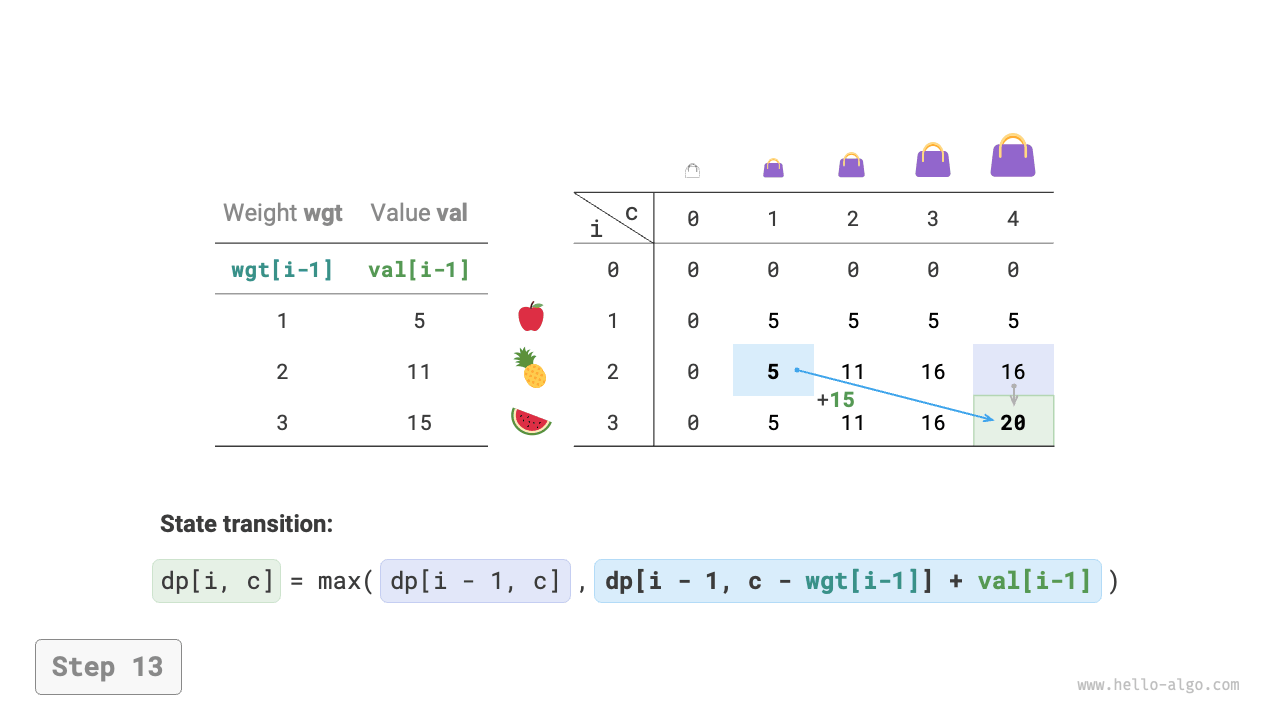 Weight wgt Value val
wgt[i-1] val[i-1]
1 5
2 11
3 15
i c 0 1 2 3 4
0 0 0 0 0 0
1 0 5 5 5 5
2 0 5 11 16 16
+15
3 0 5 11 16 20
State transition:
dp[i, c] = max( dp[i - 1, c] , dp[i - 1, c - wgt[i-1]] + val[i-1] )
Step 13
www.hello-algo.com